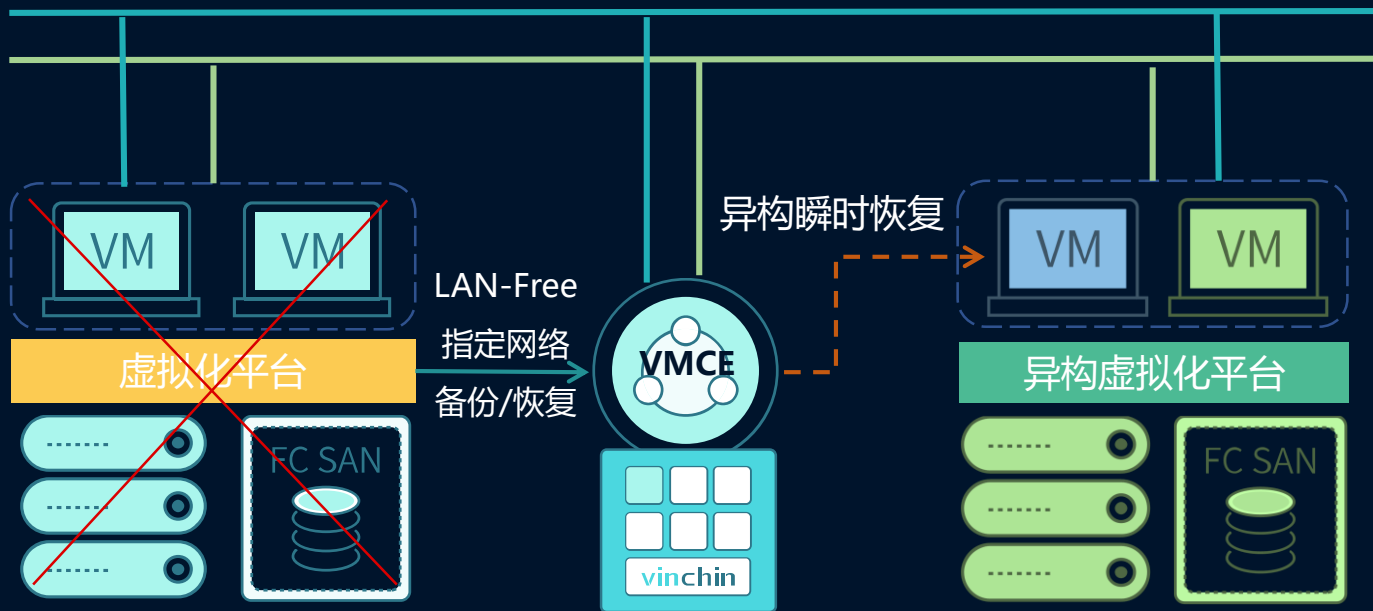 VM
VM
虚拟化平台
FC SAN
LAN-Free
指定网络
备份/恢复
VMCE
vinchin
异构瞬时恢复
VM
VM
异构虚拟化平台
FC SAN